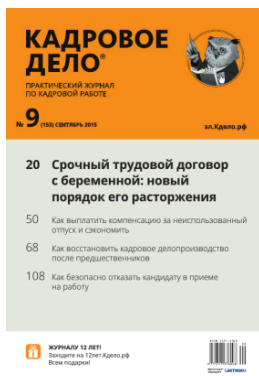 КАДРОВОЕ
ДЕЛО®
ПРАКТИЧЕСКИЙ ЖУРНАЛ
ПО КАДРОВОЙ РАБОТЕ
№ 9 (153) СЕНТЯБРЬ 2015
эл.Кдело.рф
20 Срочный трудовой договор
с беременной: новый
порядок его расторжения
50 Как выплатить компенсацию за неиспользованный
отпуск и сэкономить
68 Как восстановить кадровое делопроизводство
после предшественников
108 Как безопасно отказать кандидату в приеме
на работу
ЖУРНАЛУ 12 ЛЕТ!
Заходите на 12лет.Кдело.рф
Всем подарки!